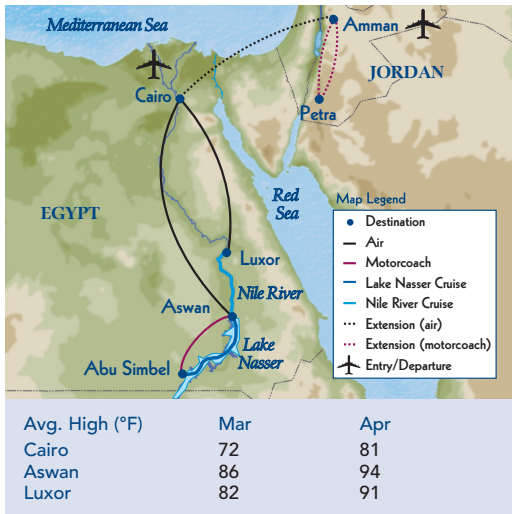 Mediterranean Sea
Amman
JORDAN
Cairo
Petra
Red
Sea
EGYPT
Luxor
Nile River
Aswan
Lake
Nasser
Abu Simbel
Map Legend
Destination
Air
Motorcoach
Lake Nasser Cruise
Nile River Cruise
Extension (air)
Extension (motorcoach)
Entry/Departure
Avg. High (°F) Mar Apr
Cairo 72 81
Aswan 86 94
Luxor 82 91